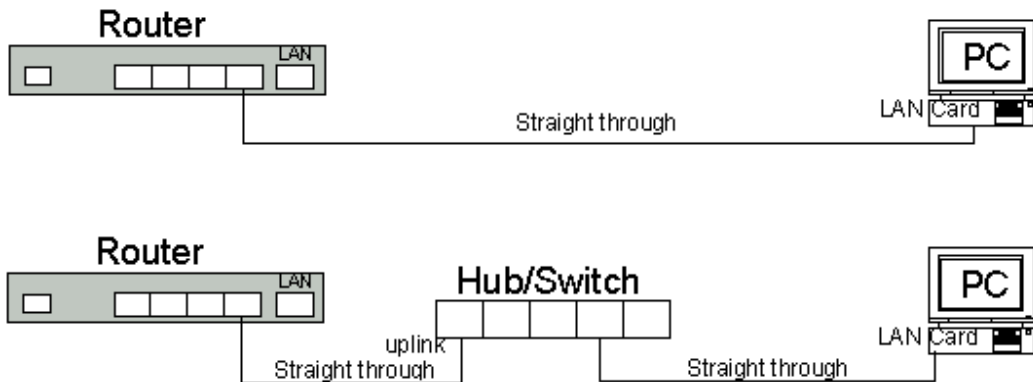 Router
LAN
PC
LAN Card
Straight through
Router
LAN
Hub/Switch
PC
LAN Card
uplink
Straight through
Straight through